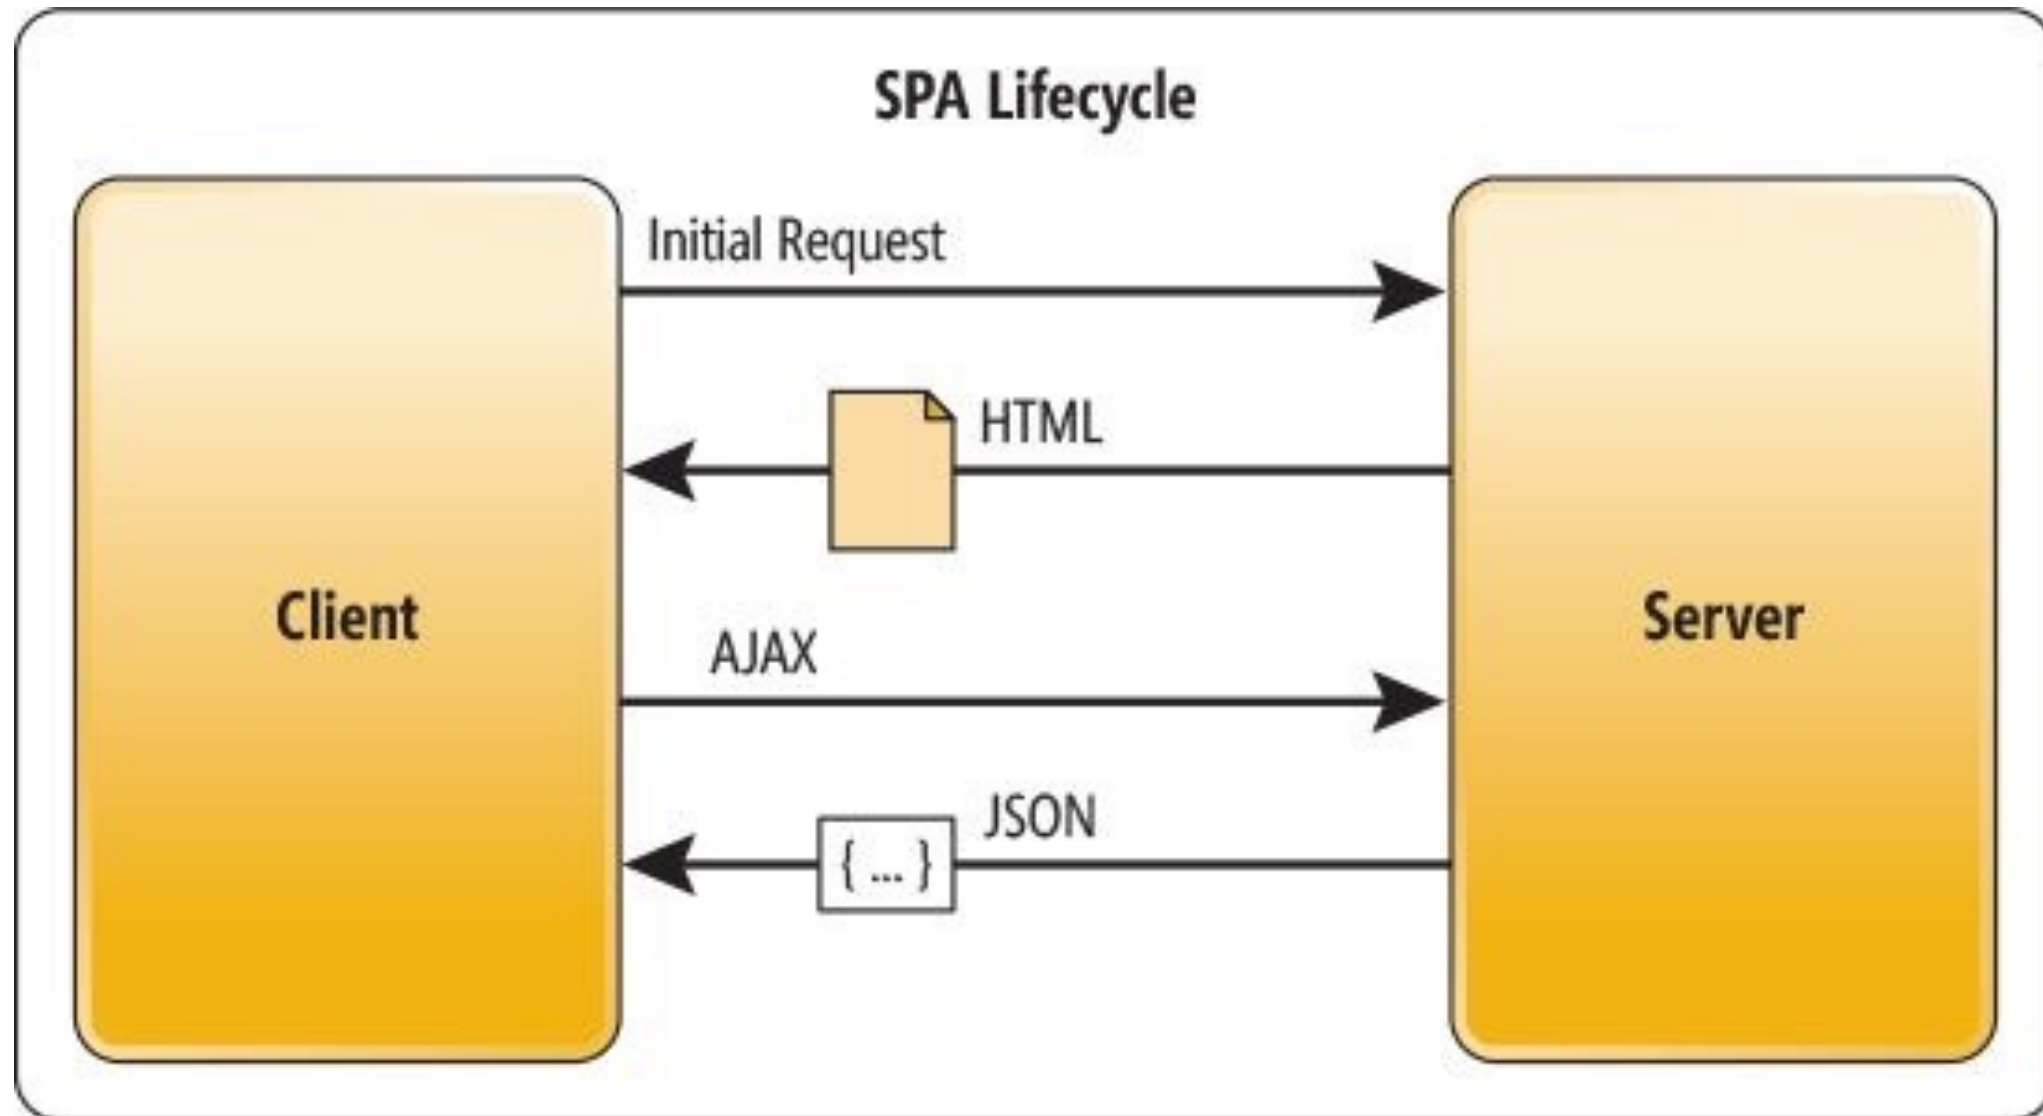 SPA Lifecycle
Initial Request
HTML
Client
Server
AJAX
JSON
{ ... }